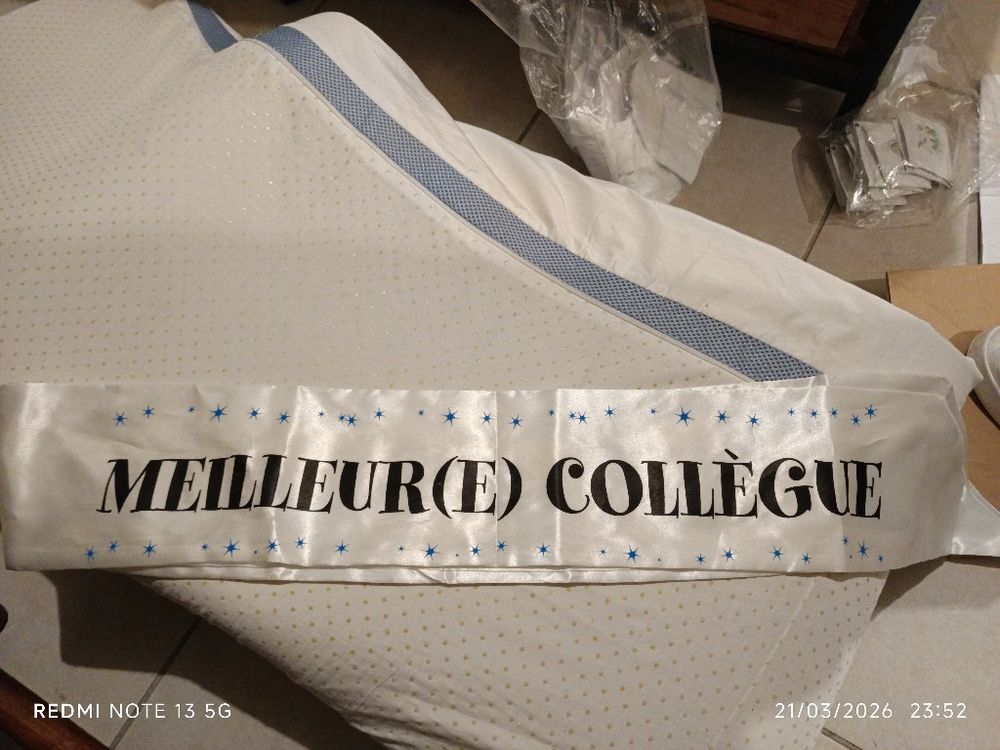 MEILLEUR(E) COLLÈGUE
REDMI NOTE 13 5G
21/03/2026 23:52